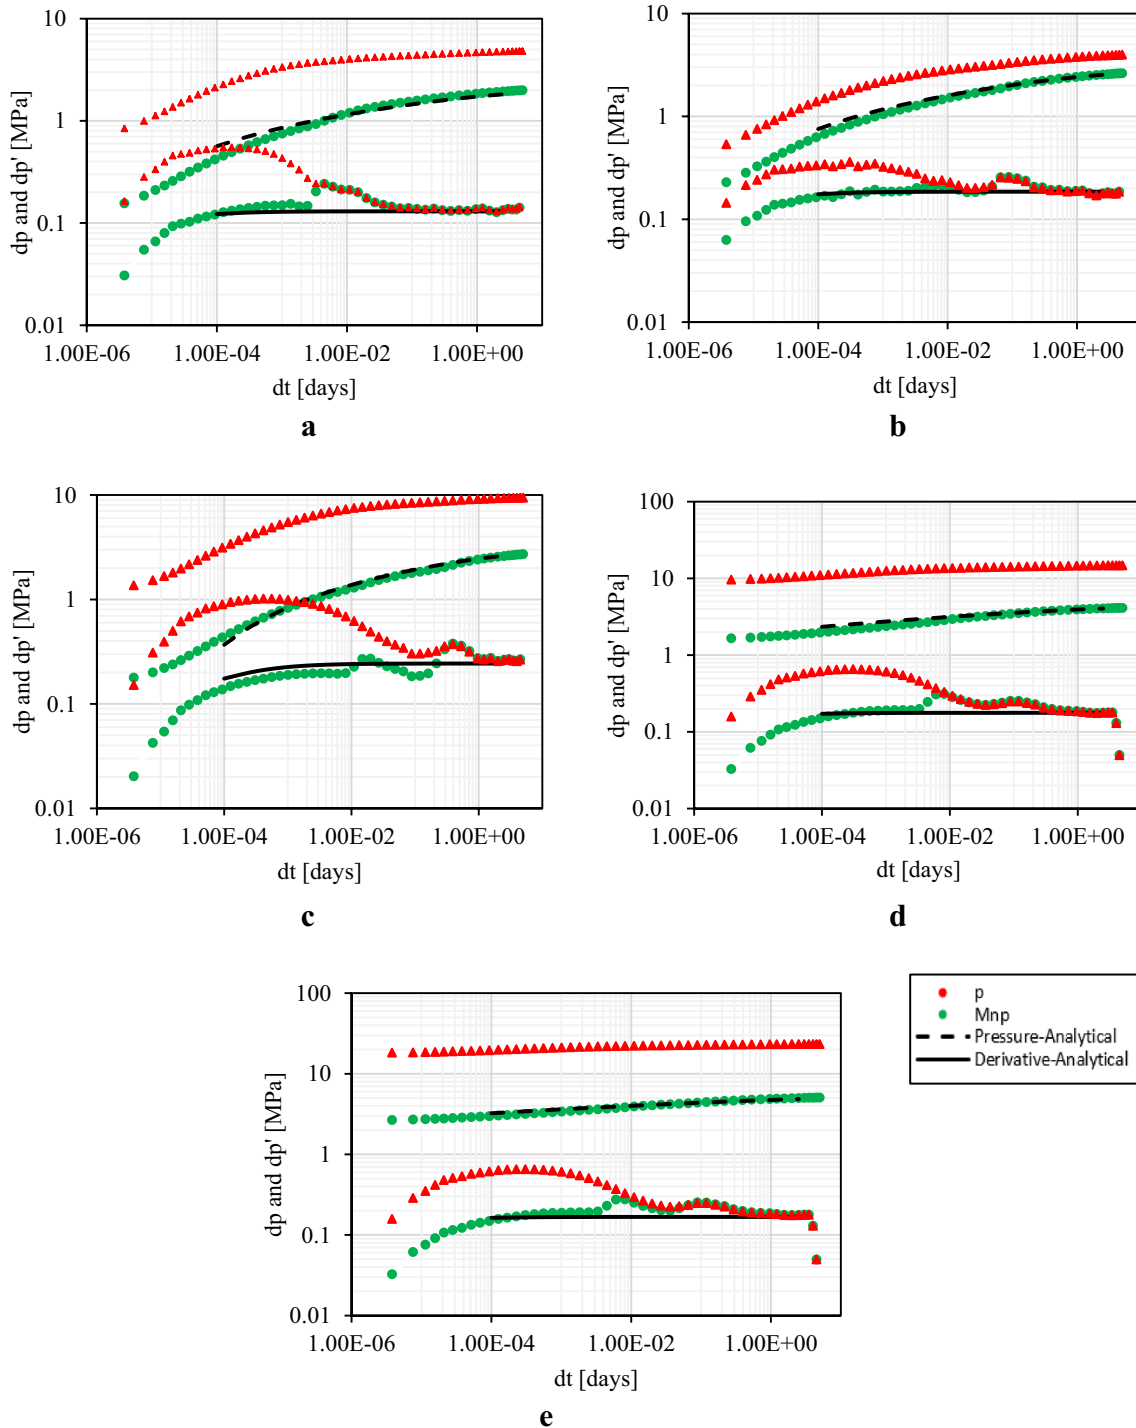 10
1
0.1
0.01
dp and dp' [MPa]
1.00E-06 1.00E-04 1.00E-02 1.00E+00
dt [days]
a
10
1
0.1
0.01
dp and dp' [MPa]
1.00E-06 1.00E-04 1.00E-02 1.00E+00
dt [days]
b
10
1
0.1
0.01
dp and dp' [MPa]
1.00E-06 1.00E-04 1.00E-02 1.00E+00
dt [days]
c
100
10
1
0.1
0.01
dp and dp' [MPa]
1.00E-06 1.00E-04 1.00E-02 1.00E+00
dt [days]
d
100
10
1
0.1
0.01
dp and dp' [MPa]
1.00E-06 1.00E-04 1.00E-02 1.00E+00
dt [days]
e
p
Mnp
Pressure-Analytical
Derivative-Analytical